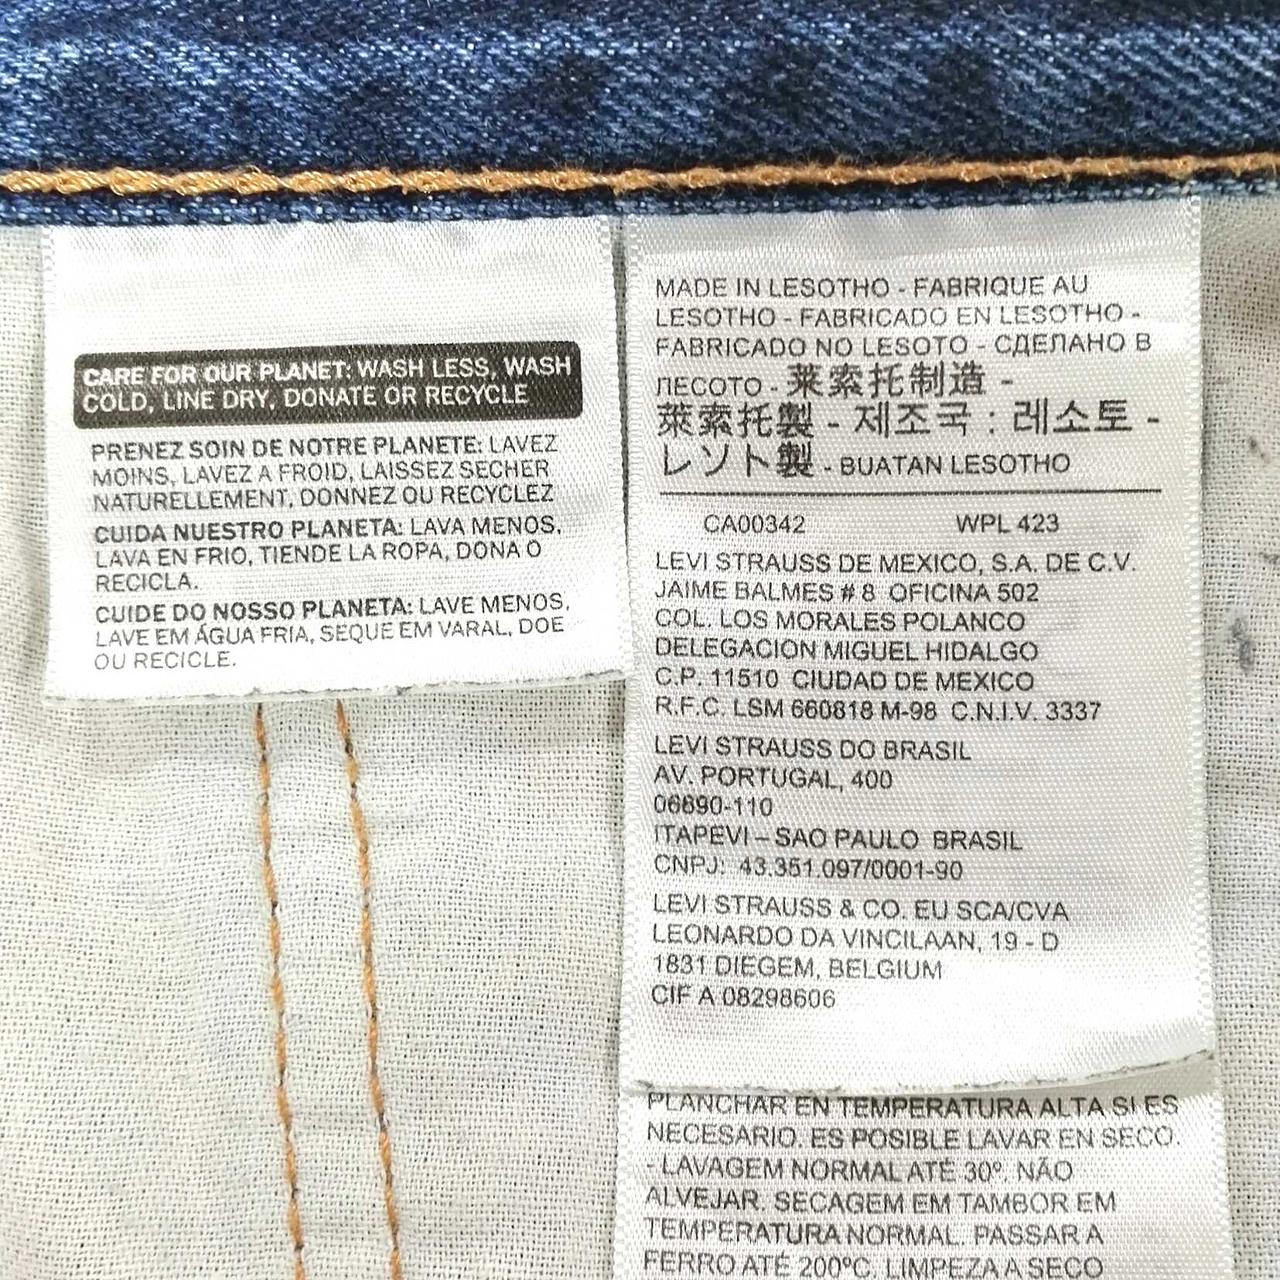 CARE FOR OUR PLANET: WASH LESS, WASH
COLD, LINE DRY, DONATE OR RECYCLE
PRENEZ SOIN DE NOTRE PLANETE: LAVEZ
MOINS, LAVEZ A FROID, LAISSEZ SECHER
NATURELLEMENT, DONNEZ OU RECYCLEZ
CUIDA NUESTRO PLANETA: LAVA MENOS,
LAVA EN FRIO, TIENDE LA ROPA, DONA O
RECICLA.
CUIDE DO NOSSO PLANETA: LAVE MENOS,
LAVE EM ÁGUA FRIA, SEQUE EM VARAL, DOE
OU RECICLE.
MADE IN LESOTHO - FABRIQUE AU
LESOTHO - FABRICADO EN LESOTHO -
FABRICADO NO LESOTO - СДЕЛАНО В
ЛЕСОТО - 莱索托制造 -
萊索托製 - 제조국 : 레소토 -
レソト製 - BUATAN LESOTHO
CA00342 WPL 423
LEVI STRAUSS DE MEXICO, S.A. DE C.V.
JAIME BALMES # 8 OFICINA 502
COL. LOS MORALES POLANCO
DELEGACION MIGUEL HIDALGO
C.P. 11510 CIUDAD DE MEXICO
R.F.C. LSM 660818 M-98 C.N.I.V. 3337
LEVI STRAUSS DO BRASIL
AV. PORTUGAL, 400
06690-110
ITAPEVI – SAO PAULO BRASIL
CNPJ: 43.351.097/0001-90
LEVI STRAUSS & CO. EU SCA/CVA
LEONARDO DA VINCILAAN, 19 - D
1831 DIEGEM, BELGIUM
CIF A 08298606
PLANCHAR EN TEMPERATURA ALTA SI ES
NECESARIO. ES POSIBLE LAVAR EN SECO.
- LAVAGEM NORMAL ATÉ 30º. NÃO
ALVEJAR. SECAGEM EM TAMBOR EM
TEMPERATURA NORMAL. PASSAR A
FERRO ATÉ 200ºC. LIMPEZA A SECO